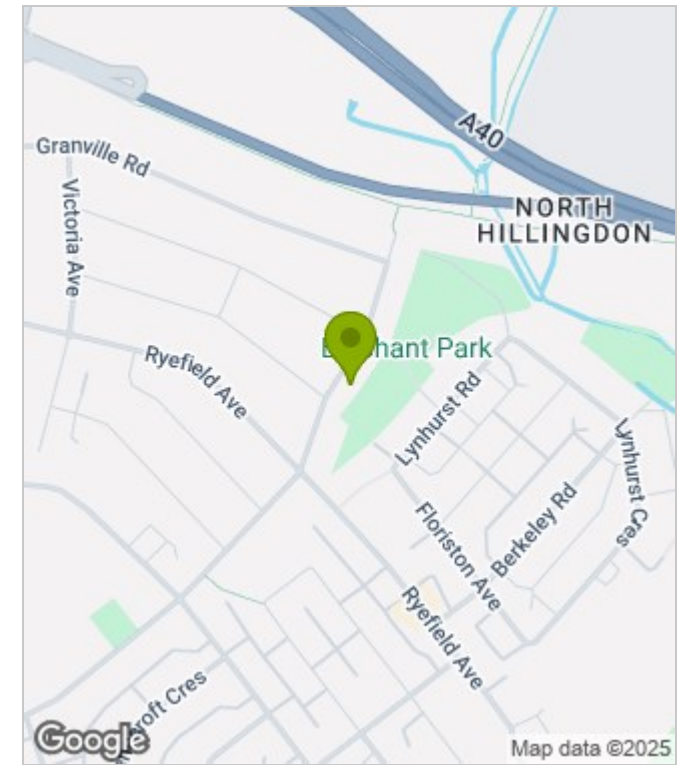 A40
Granville Rd
Victoria Ave
NORTH
HILLINGDON
Ryefield Ave
Park
Lynhurst Rd
Lynhurst Cres
Berkeley Rd
Floriston Ave
Ryefield Ave
Cres
Google
Map data ©2025